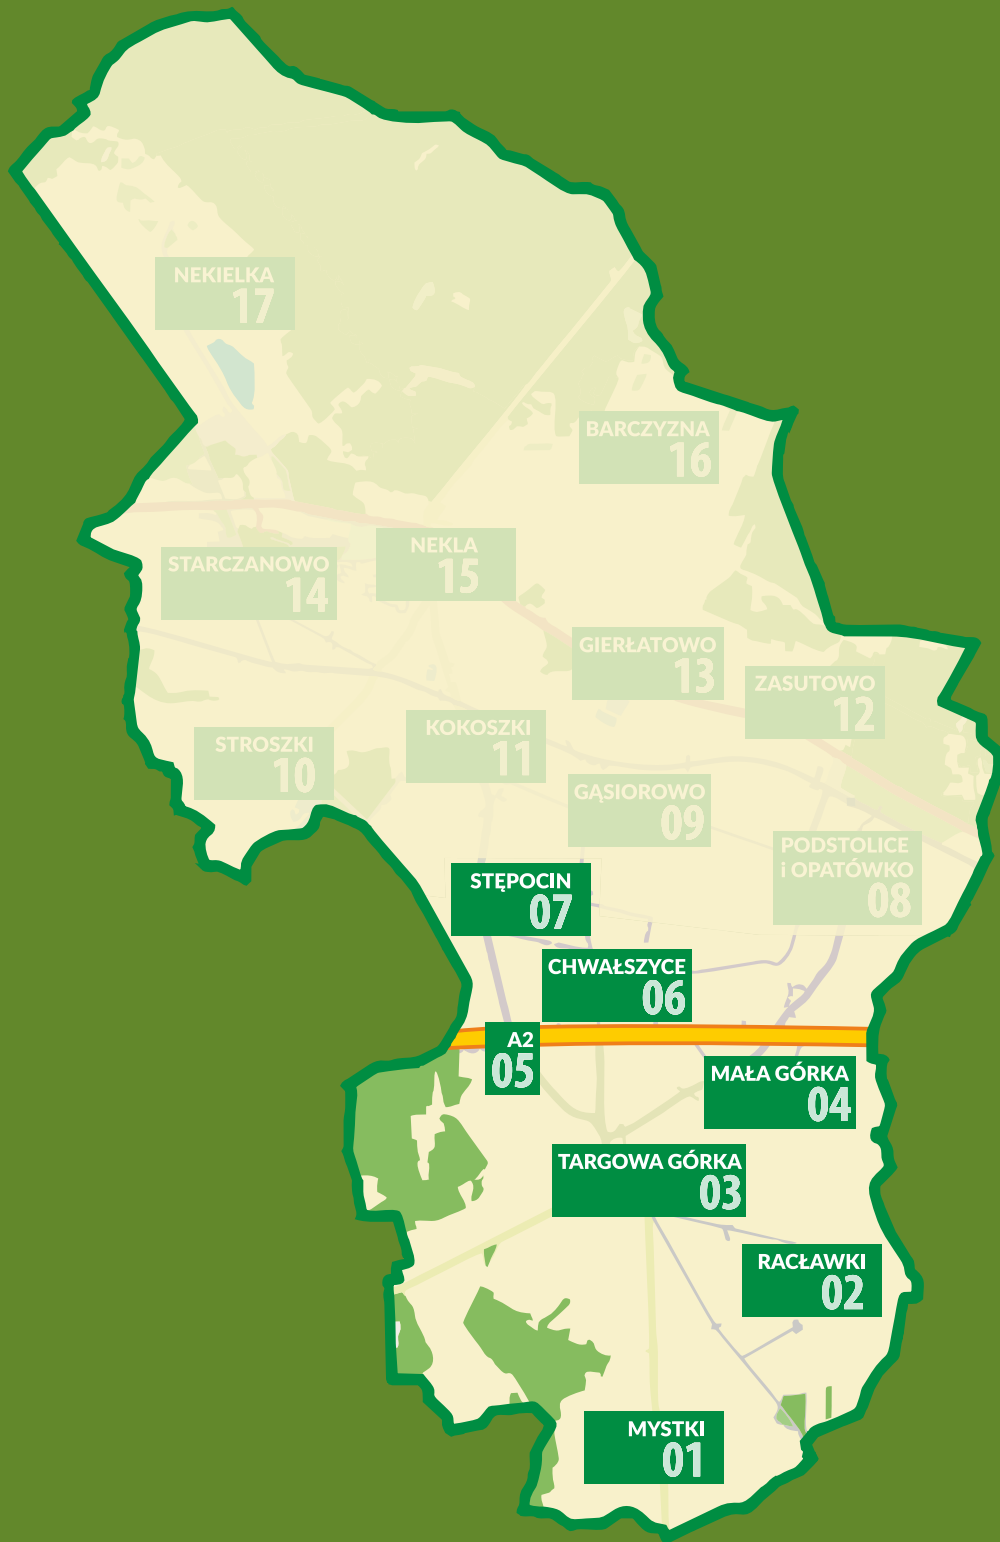 NEKIELKA
17
BARCZYZNA
16
NEKLA
15
STARCZANOWO
14
GIERŁATOWO
13
ZASUTOWO
12
KOKOSZKI
11
STROSZKI
10
GĄSIOROWO
09
PODSTOLICE
i OPATÓWKO
08
STĘPOCIN
07
CHWAŁSZYCE
06
A2
05
MAŁA GÓRKA
04
TARGOWA GÓRKA
03
RACŁAWKI
02
MYSTKI
01